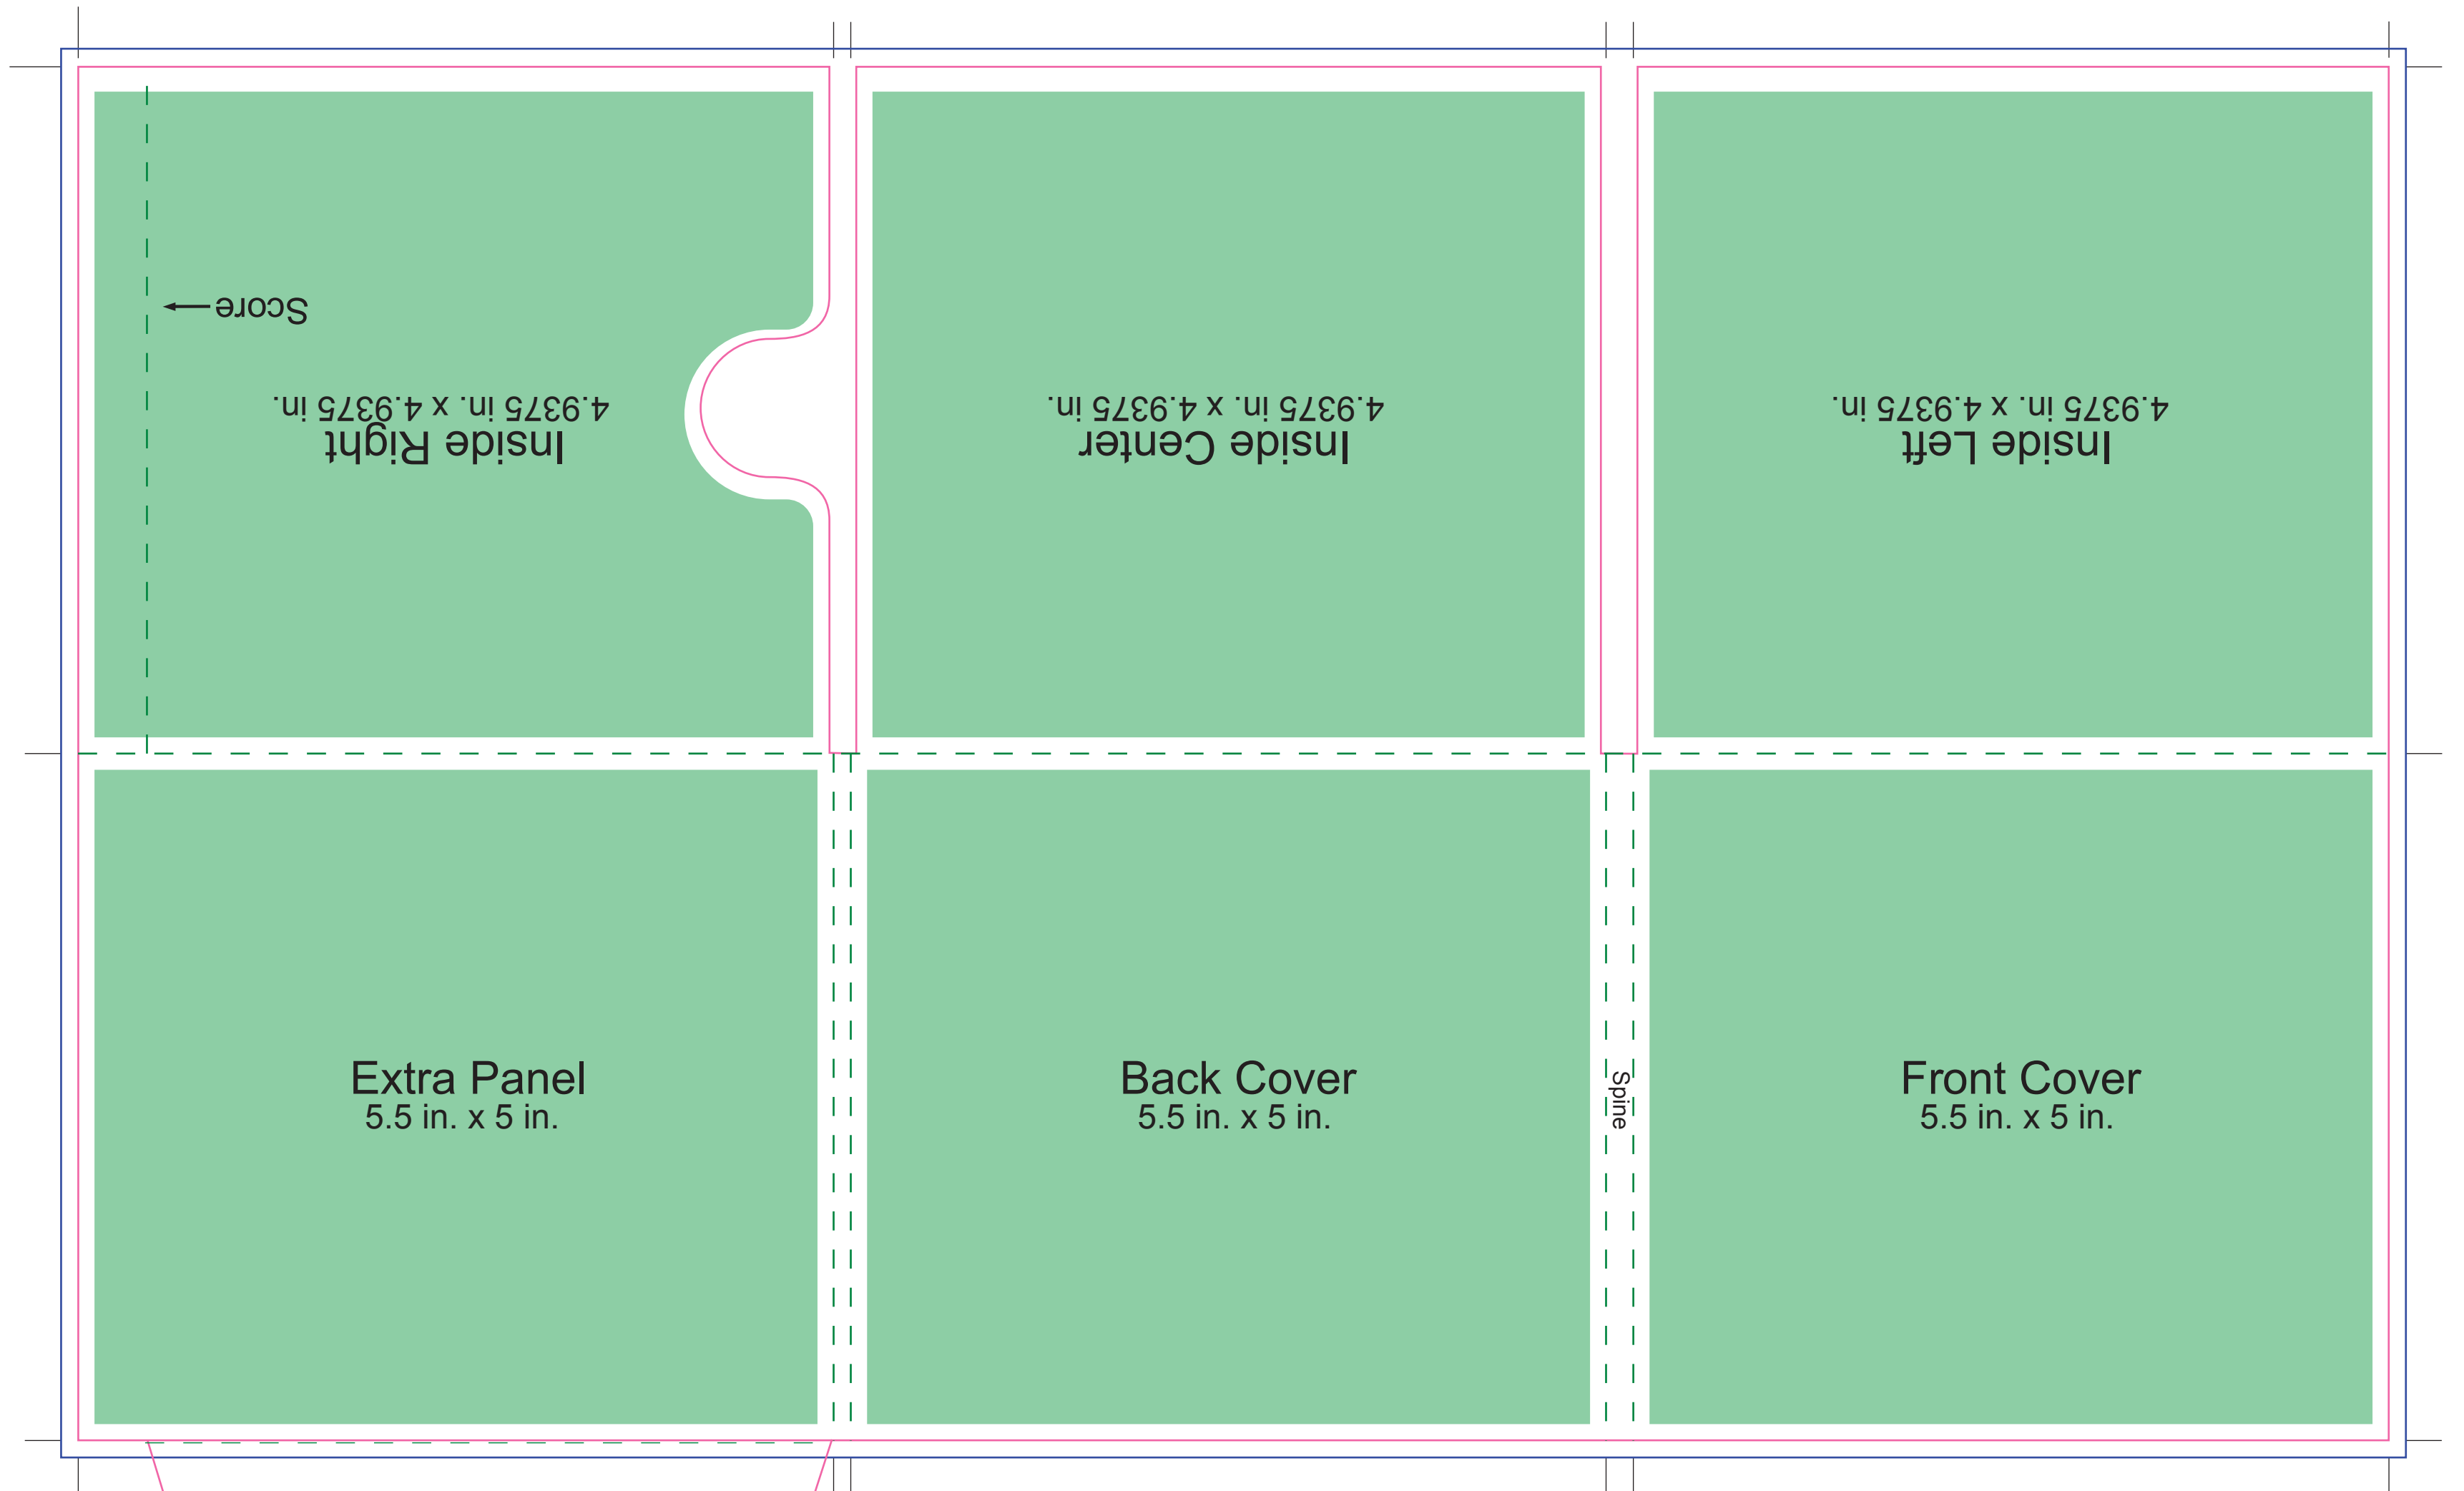 Score
Inside Right
4.9375 in. x 4.9375 in.
Inside Center
4.9375 in. x 4.9375 in.
Inside Left
4.9375 in. x 4.9375 in.
Extra Panel
5.5 in. x 5 in.
Back Cover
5.5 in. x 5 in.
Spine
Front Cover
5.5 in. x 5 in.